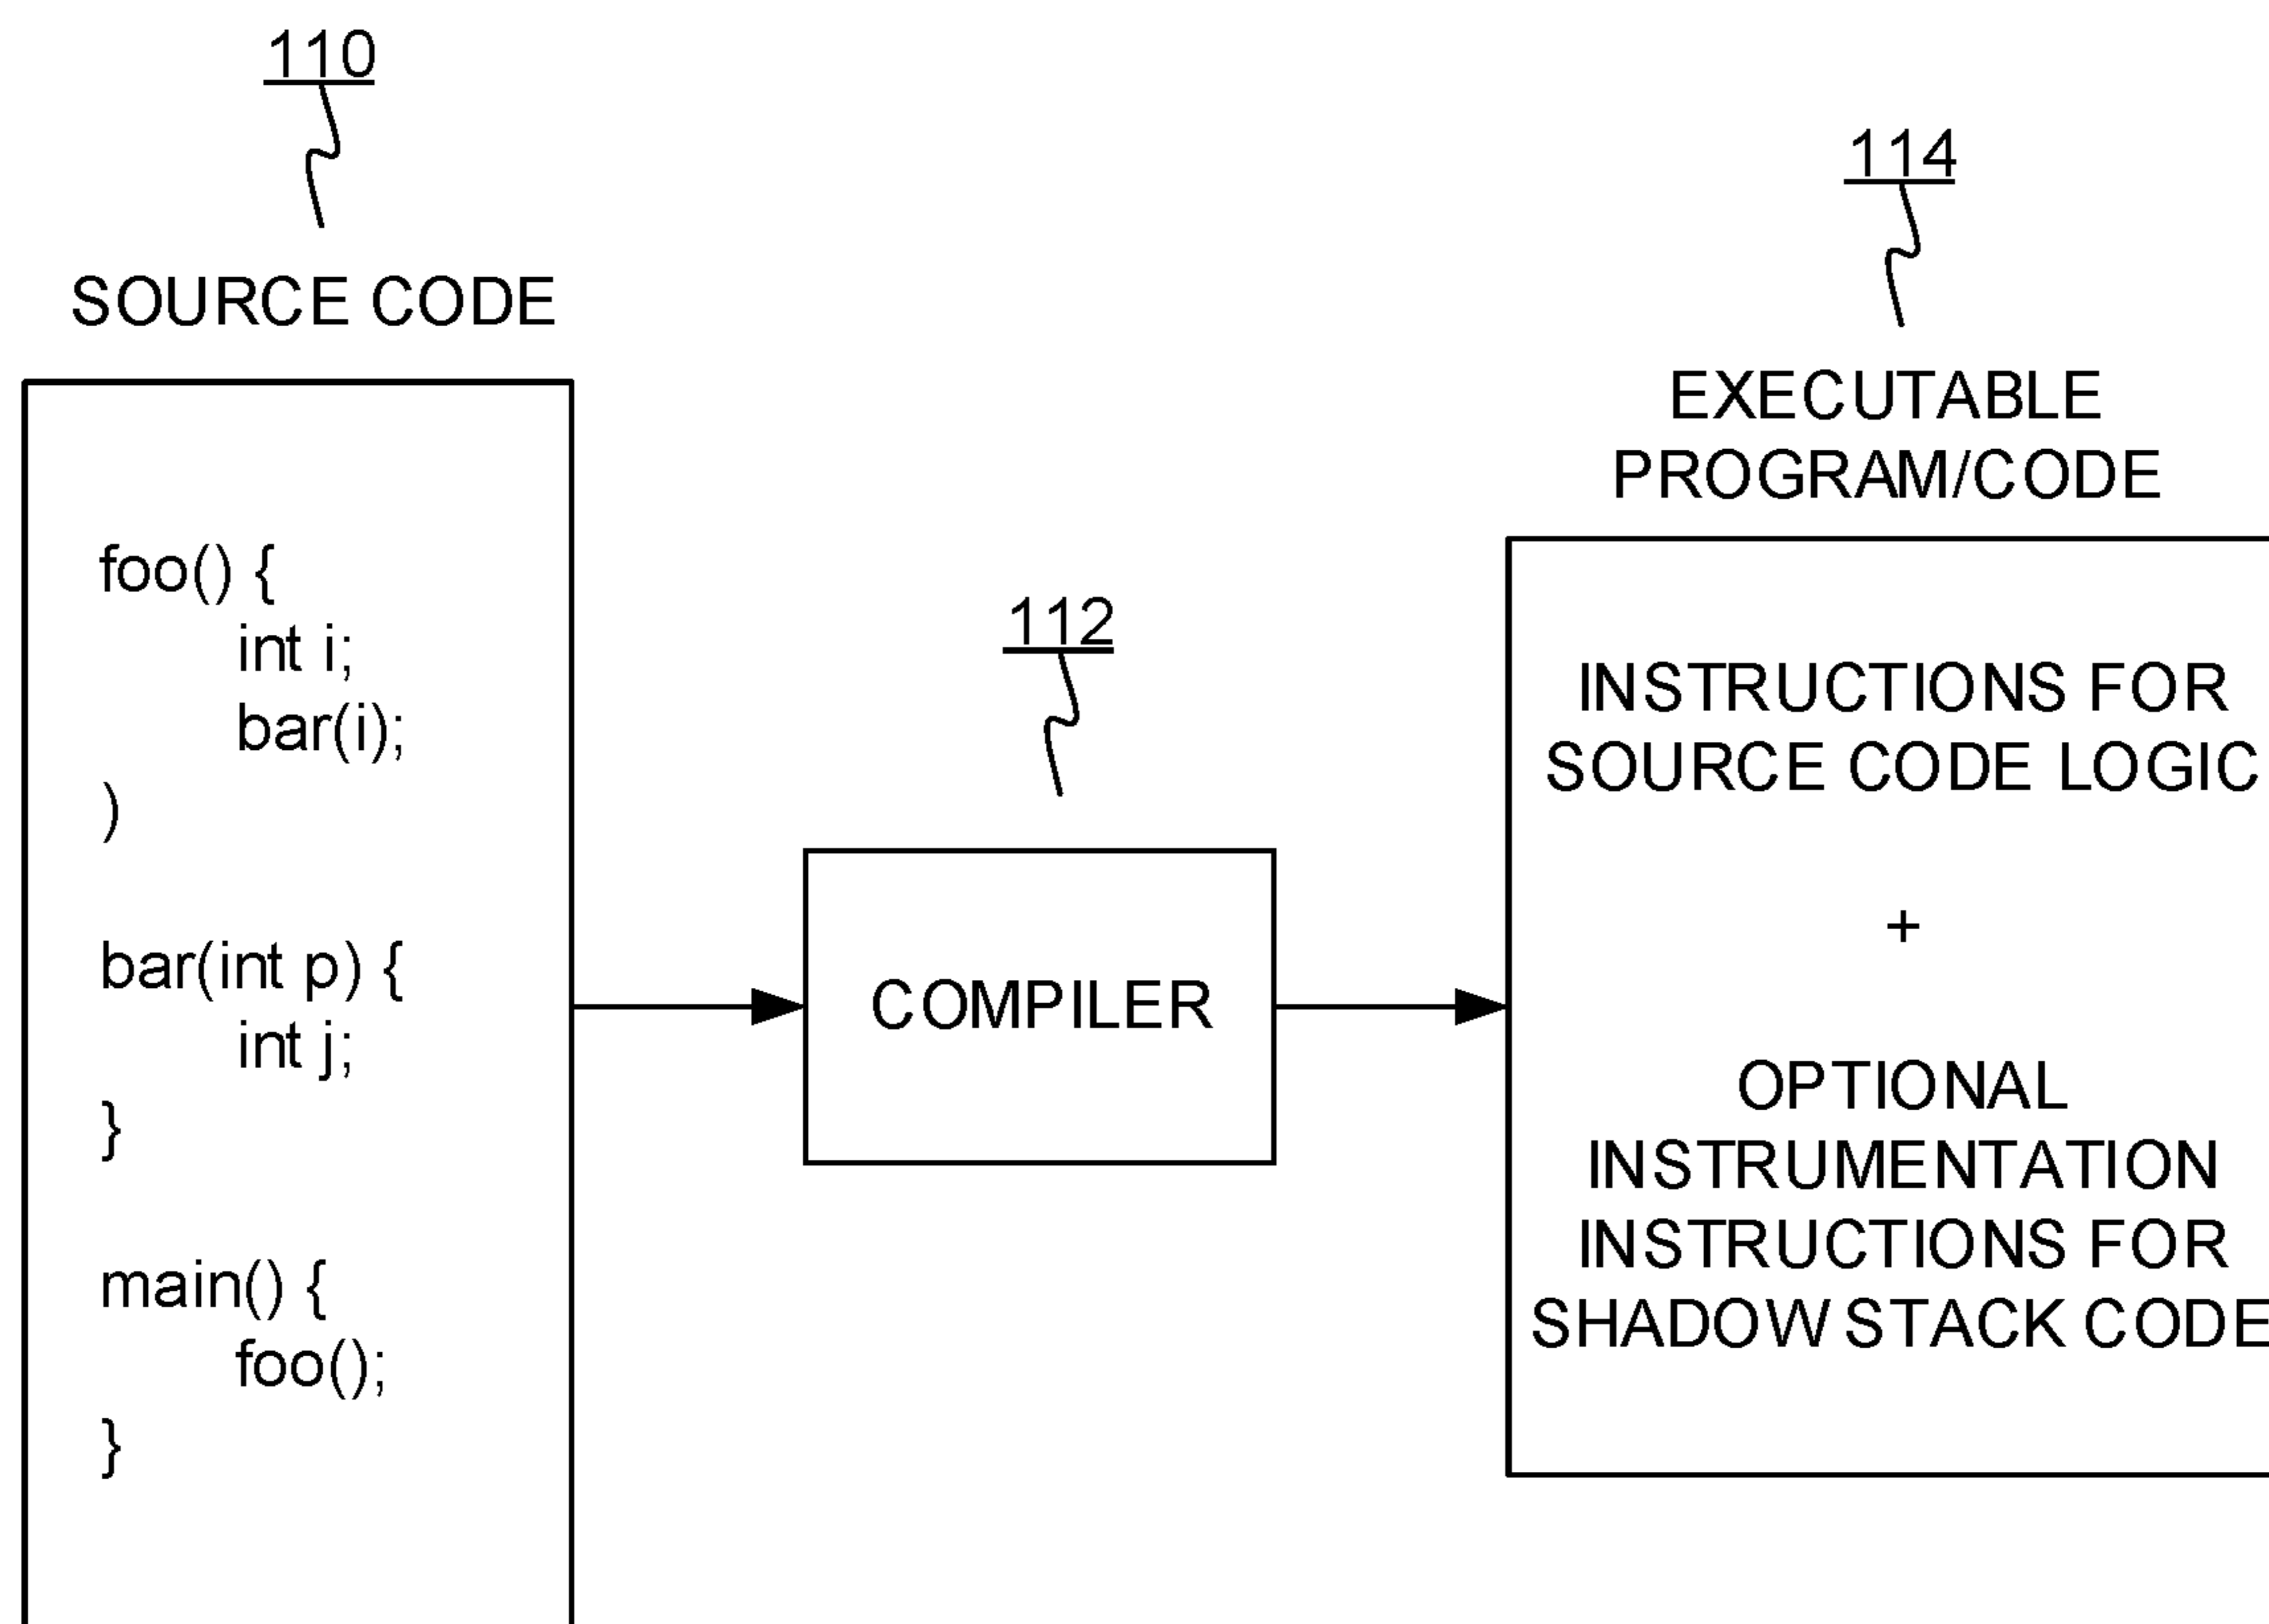 110
SOURCE CODE
foo() {
int i;
bar(i);
)
bar(int p) {
int j;
}
main() {
foo();
}
112
COMPILER
114
EXECUTABLE
PROGRAM/CODE
INSTRUCTIONS FOR
SOURCE CODE LOGIC
+
OPTIONAL
INSTRUMENTATION
INSTRUCTIONS FOR
SHADOW STACK CODE